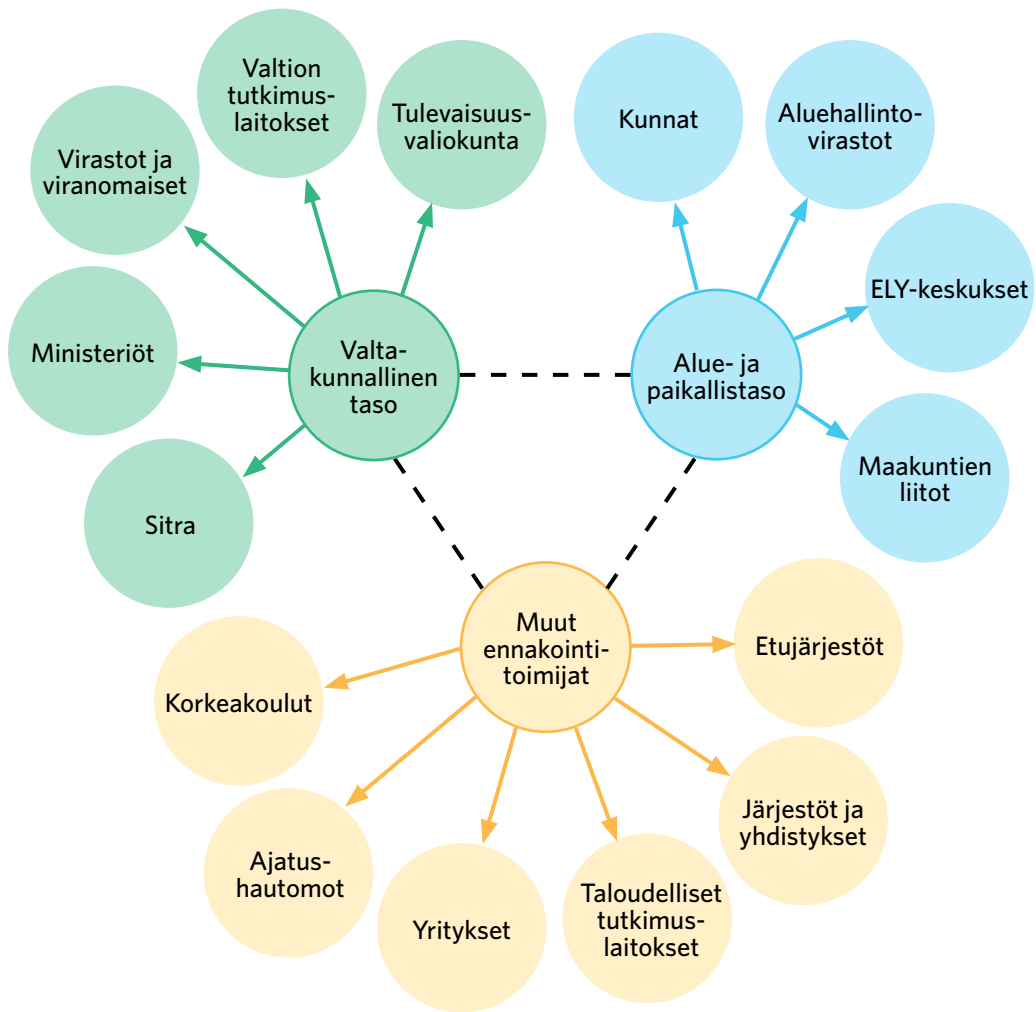 Valtion
tutkimus-
laitokset
Tulevaisuus-
valiokunta
Virastot ja
viranomaiset
Ministeriöt
Sitra
Valta-
kunnallinen
taso
Kunnat
Aluehallinto-
virastot
ELY-keskukset
Maakuntien
liitot
Alue- ja
paikallistaso
Muut
ennakointi-
toimijat
Etujärjestöt
Korkeakoulut
Järjestöt ja
yhdistykset
Ajatus-
hautomot
Yritykset
Taloudelliset
tutkimus-
laitokset